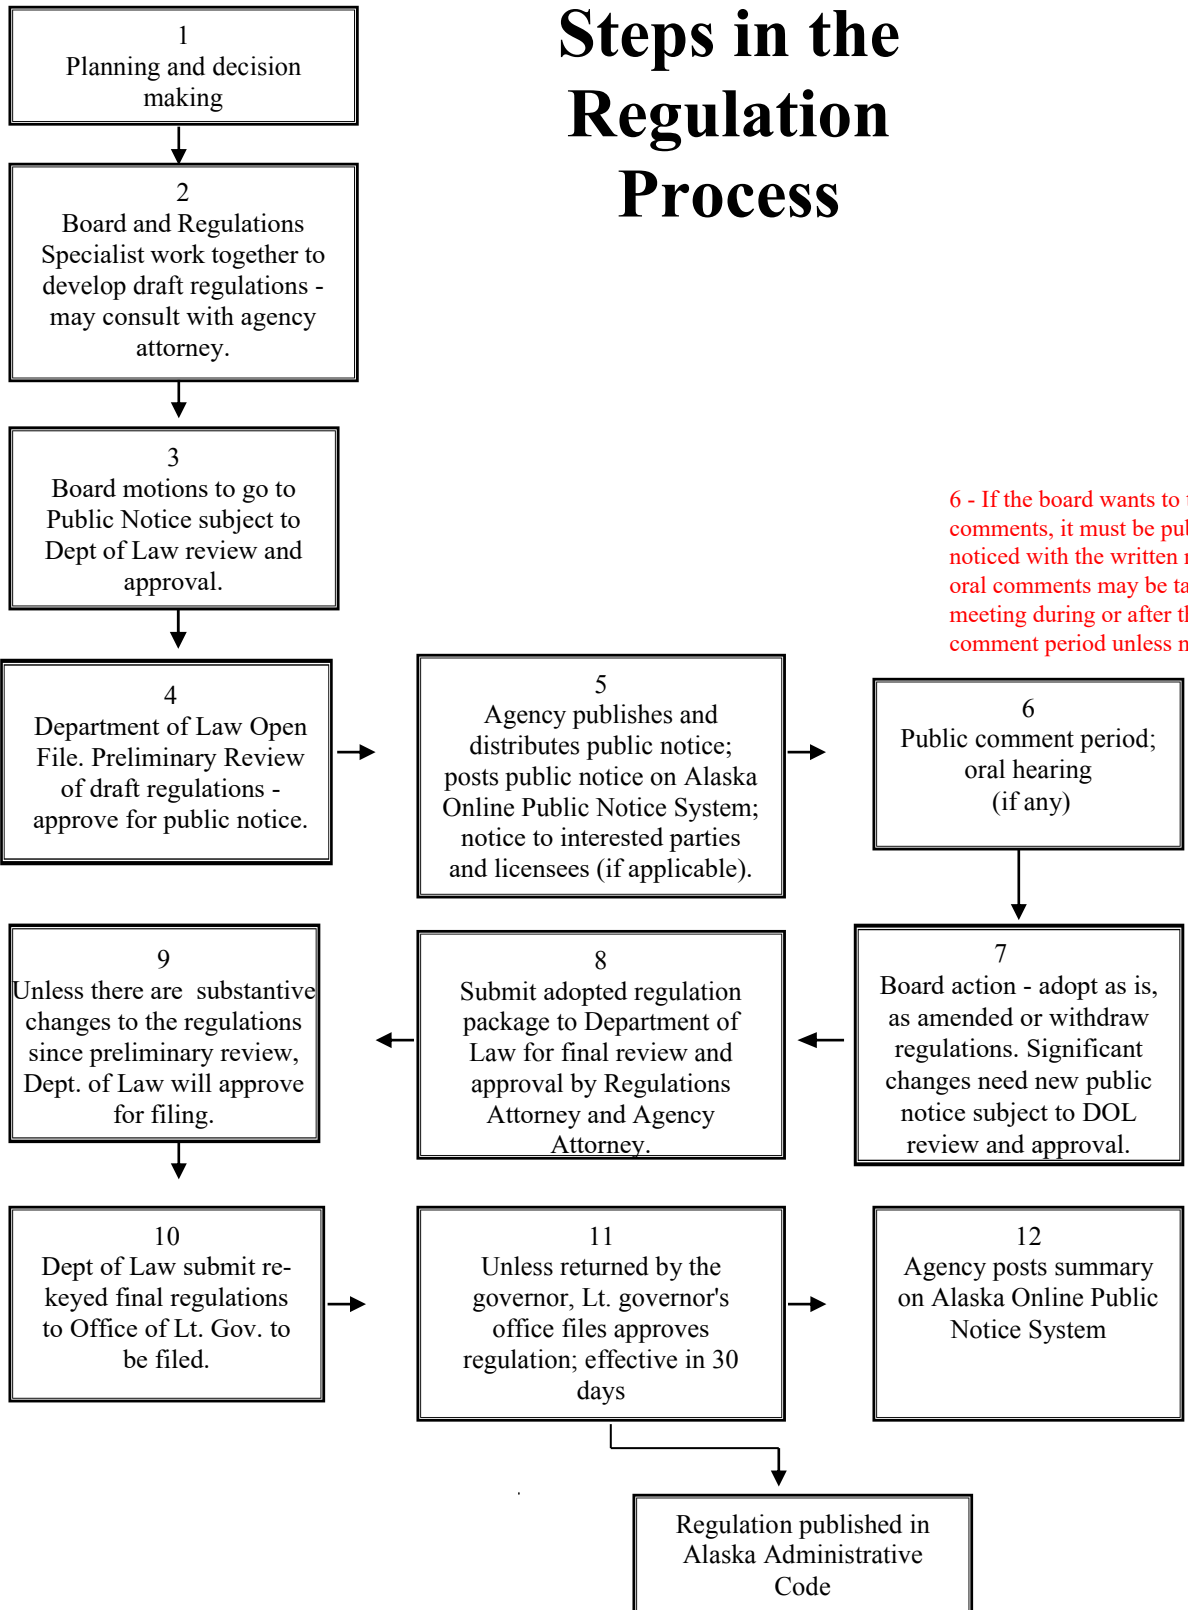 Steps in the
Regulation
Process
1
Planning and decision
making
2
Board and Regulations
Specialist work together to
develop draft regulations -
may consult with agency
attorney.
3
Board motions to go to
Public Notice subject to
Dept of Law review and
approval.
6 - If the board wants to
comments, it must be
noticed with the written
oral comments may be
meeting during or after
comment period unless
4
Department of Law Open
File. Preliminary Review
of draft regulations -
approve for public notice.
5
Agency publishes and
distributes public notice;
posts public notice on Alaska
Online Public Notice System;
notice to interested parties
and licensees (if applicable).
6
Public comment period;
oral hearing
(if any)
7
Board action - adopt as is,
as amended or withdraw
regulations. Significant
changes need new public
notice subject to DOL
review and approval.
8
Submit adopted regulation
package to Department of
Law for final review and
approval by Regulations
Attorney and Agency
Attorney.
9
Unless there are substantive
changes to the regulations
since preliminary review,
Dept. of Law will approve
for filing.
10
Dept of Law submit re-
keyed final regulations
to Office of Lt. Gov. to
be filed.
11
Unless returned by the
governor, Lt. governor's
office files approves
regulation; effective in 30
days
12
Agency posts summary
on Alaska Online Public
Notice System
Regulation published in
Alaska Administrative
Code